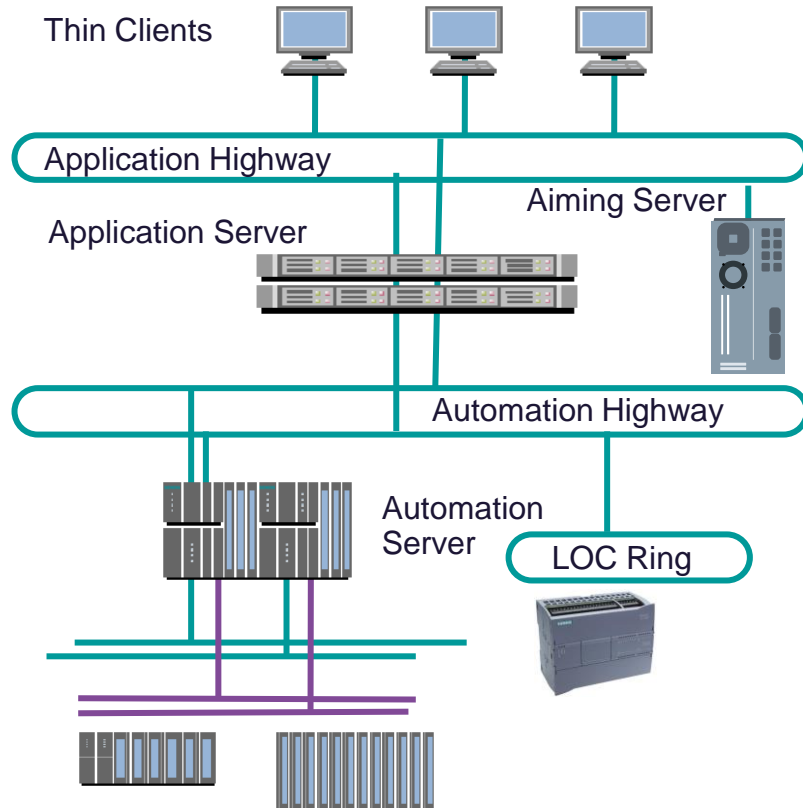 Thin Clients
Application Highway
Aiming Server
Application Server
Automation Highway
Automation
Server
LOC Ring